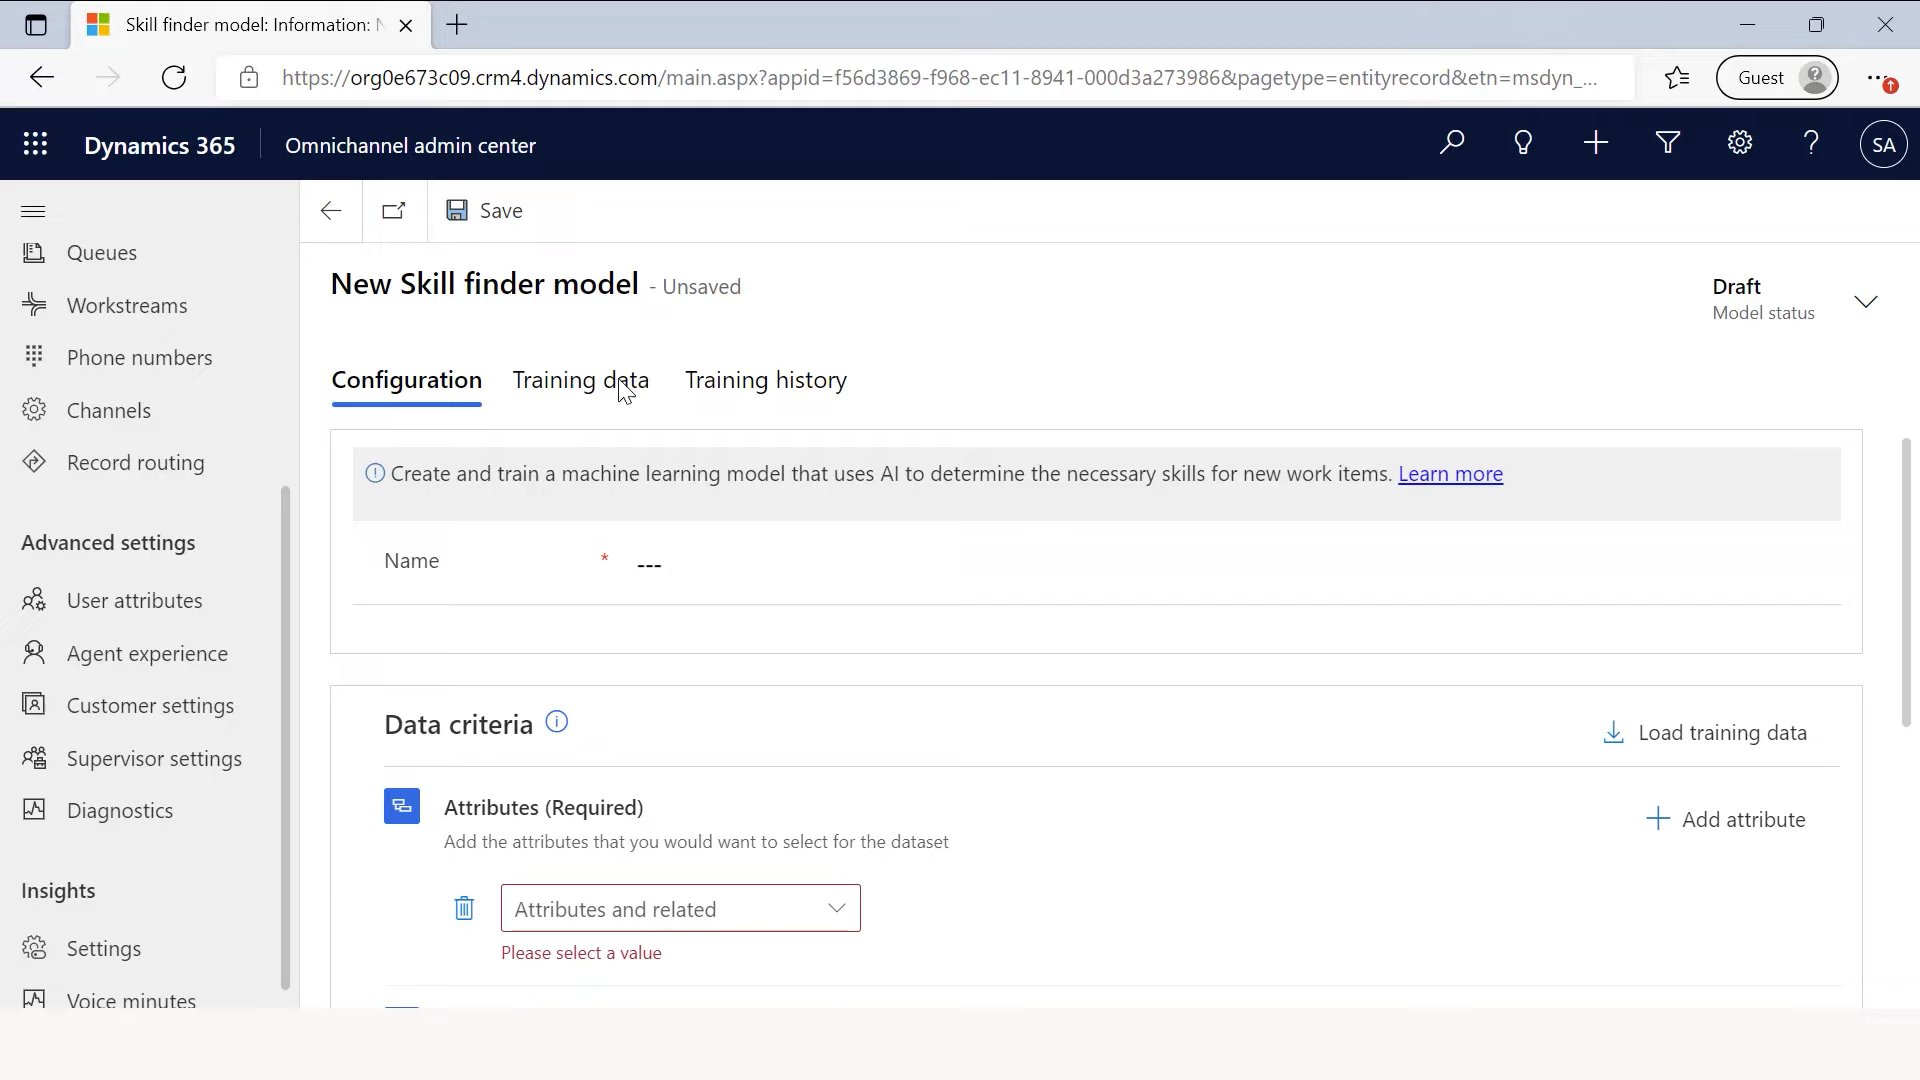 Skill finder model: Information: N
https://org0e673c09.crm4.dynamics.com/main.aspx?appid=f56d3869-f968-ec11-8941-000d3a273986&pagetype=entityrecord&etn=msdyn_...
Guest
Dynamics 365
Omnichannel admin center
SA
Save
Queues
Workstreams
Phone numbers
Channels
Record routing
Advanced settings
User attributes
Agent experience
Customer settings
Supervisor settings
Diagnostics
Insights
Settings
Voice minutes
New Skill finder model - Unsaved
Draft
Model status
Configuration Training data Training history
Create and train a machine learning model that uses AI to determine the necessary skills for new work items. Learn more
Name * ---
Data criteria
Load training data
Attributes (Required)
Add the attributes that you would want to select for the dataset
Add attribute
Attributes and related
Please select a value